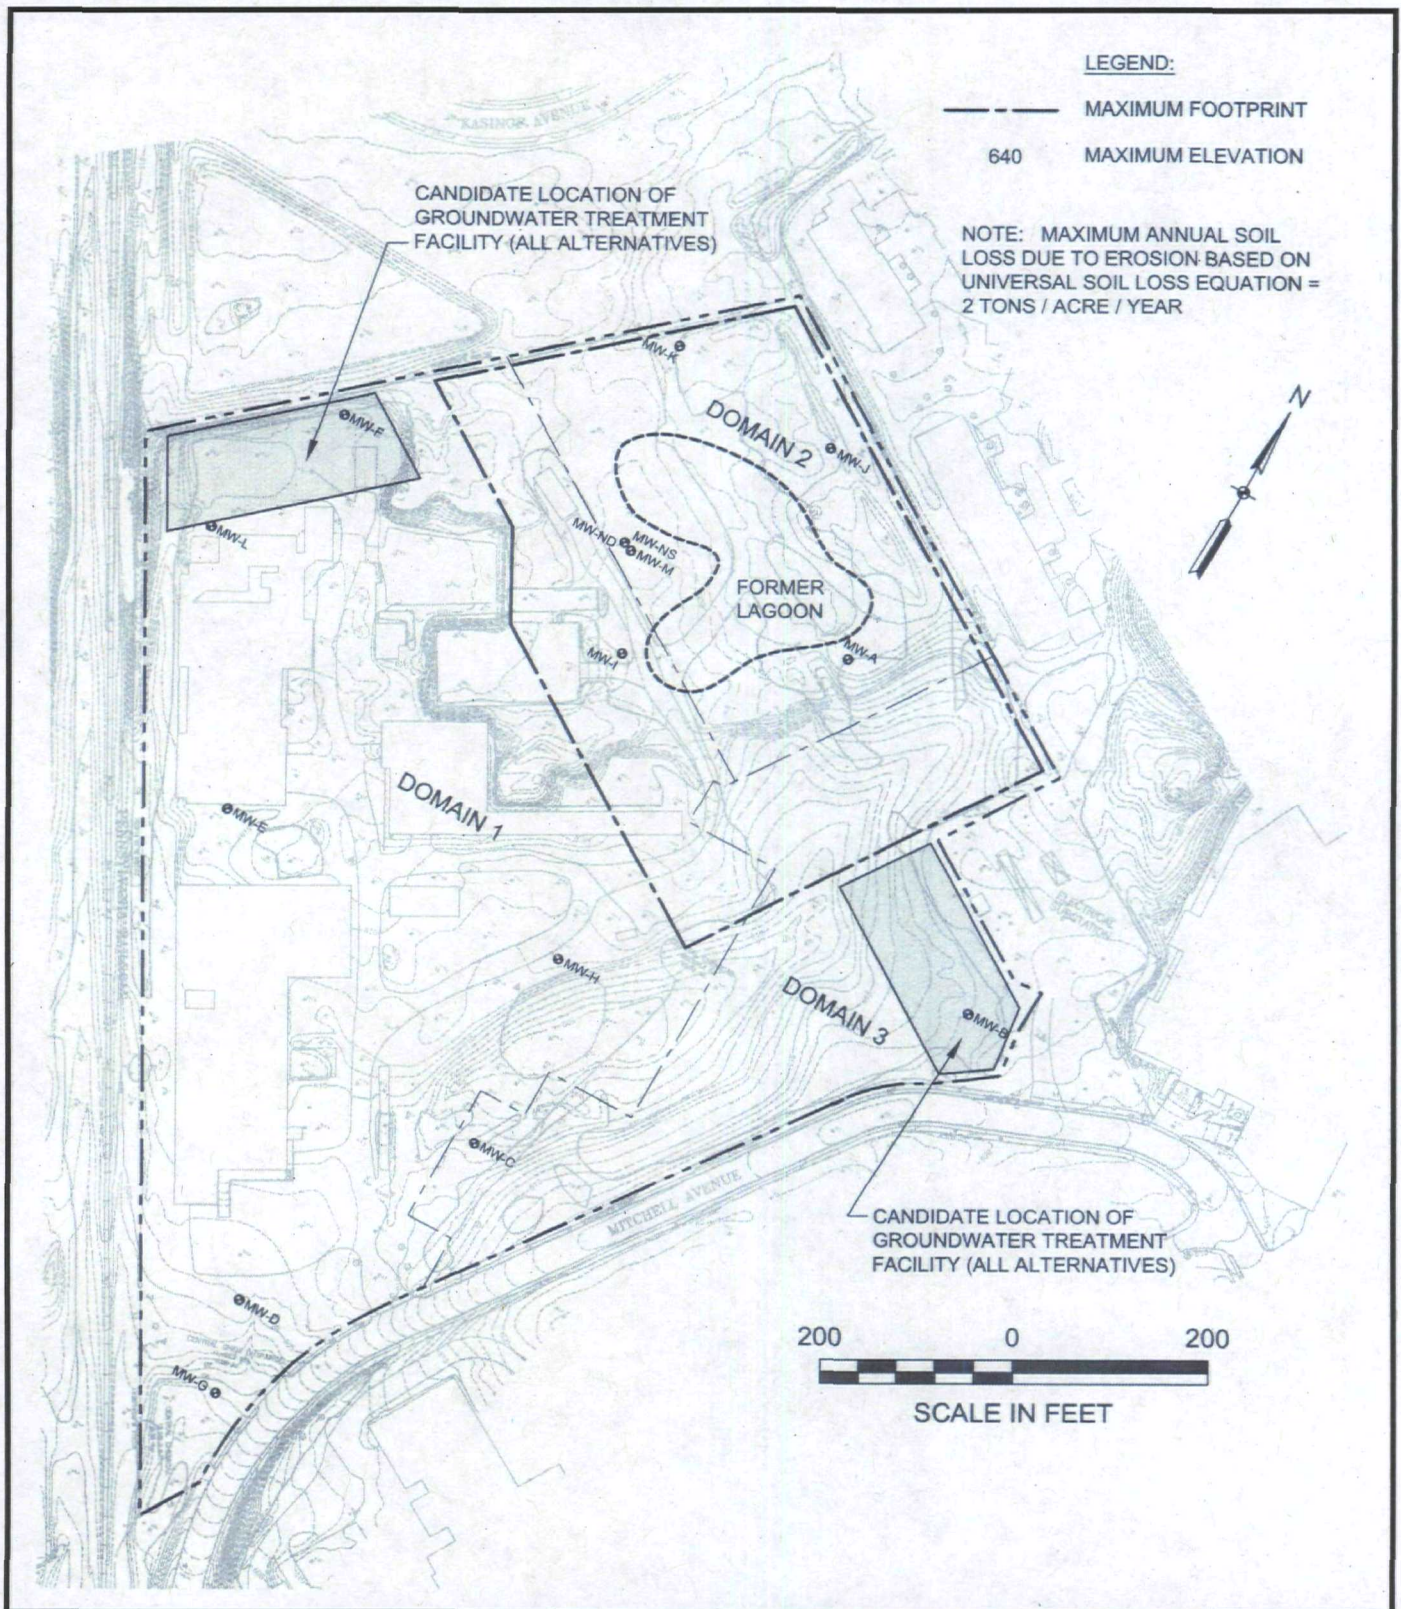 LEGEND:
MAXIMUM FOOTPRINT
640 MAXIMUM ELEVATION
NOTE: MAXIMUM ANNUAL SOIL
LOSS DUE TO EROSION BASED ON
UNIVERSAL SOIL LOSS EQUATION =
2 TONS / ACRE / YEAR
CANDIDATE LOCATION OF
GROUNDWATER TREATMENT
FACILITY (ALL ALTERNATIVES)
MW-K
N
MW-F
DOMAIN 2
MW-J
MW-L
MW-ND
MW-NS
MW-M
FORMER
LAGOON
MW-I
MW-A
DOMAIN 1
MW-E
MW-H
DOMAIN 3
MW-B
MW-C
MITCHELL AVENUE
CANDIDATE LOCATION OF
GROUNDWATER TREATMENT
FACILITY (ALL ALTERNATIVES)
MW-D
MW-G
200 0 200
SCALE IN FEET